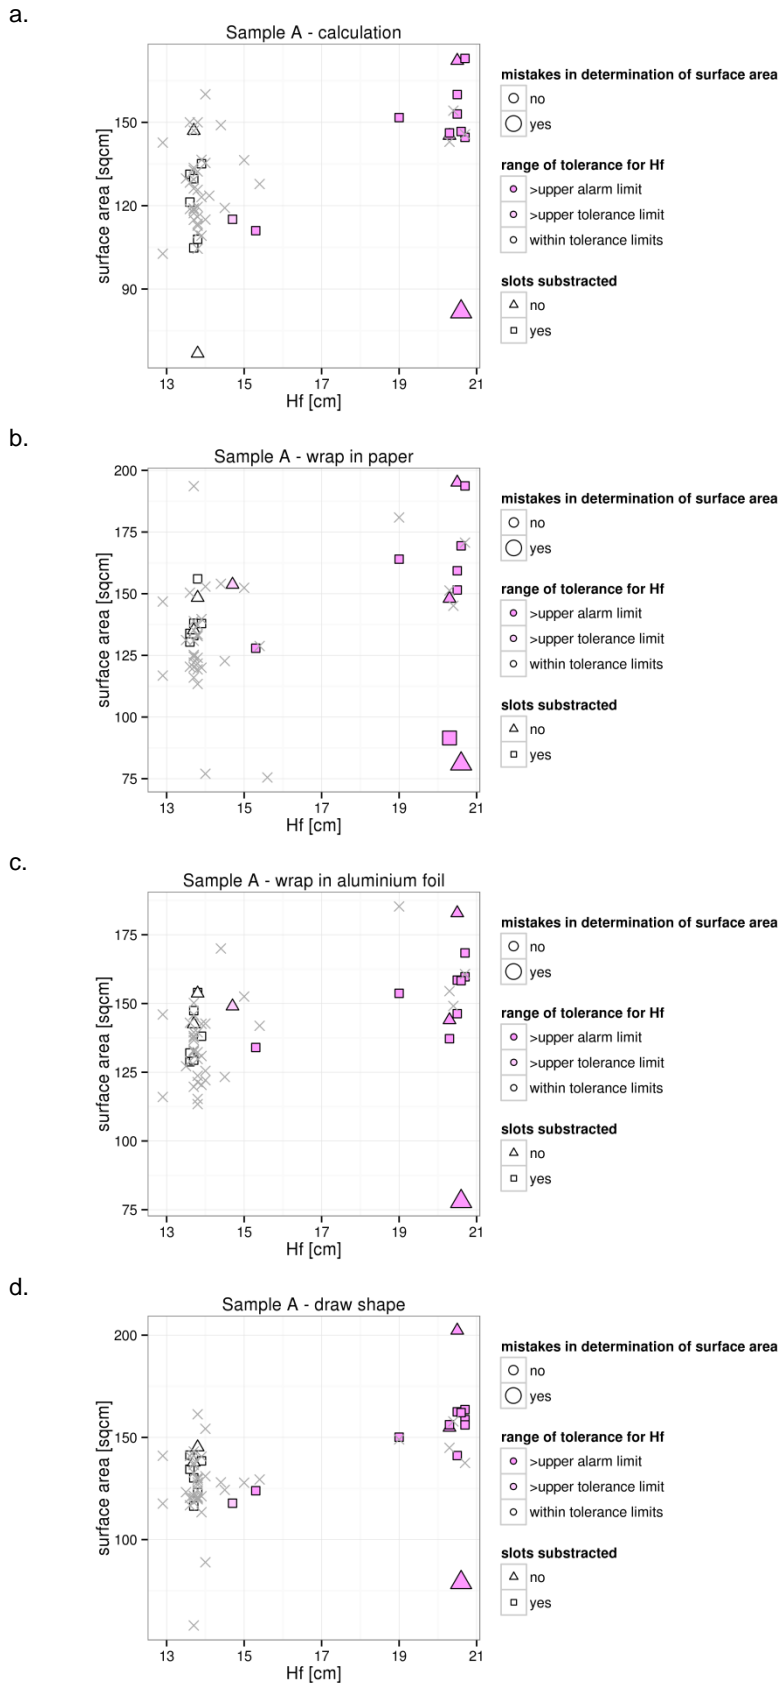 a.
Sample A - calculation
150
120
90
surface area [sqcm]
13 15 17 19 21
Hf [cm]
mistakes in determination of surface area
no
yes
range of tolerance for Hf
>upper alarm limit
>upper tolerance limit
within tolerance limits
slots substracted
no
yes
b.
Sample A - wrap in paper
200
175
150
125
100
75
surface area [sqcm]
13 15 17 19 21
Hf [cm]
mistakes in determination of surface area
no
yes
range of tolerance for Hf
>upper alarm limit
>upper tolerance limit
within tolerance limits
slots substracted
no
yes
c.
Sample A - wrap in aluminium foil
175
150
125
100
75
surface area [sqcm]
13 15 17 19 21
Hf [cm]
mistakes in determination of surface area
no
yes
range of tolerance for Hf
>upper alarm limit
>upper tolerance limit
within tolerance limits
slots substracted
no
yes
d.
Sample A - draw shape
200
150
100
surface area [sqcm]
13 15 17 19 21
Hf [cm]
mistakes in determination of surface area
no
yes
range of tolerance for Hf
>upper alarm limit
>upper tolerance limit
within tolerance limits
slots substracted
no
yes